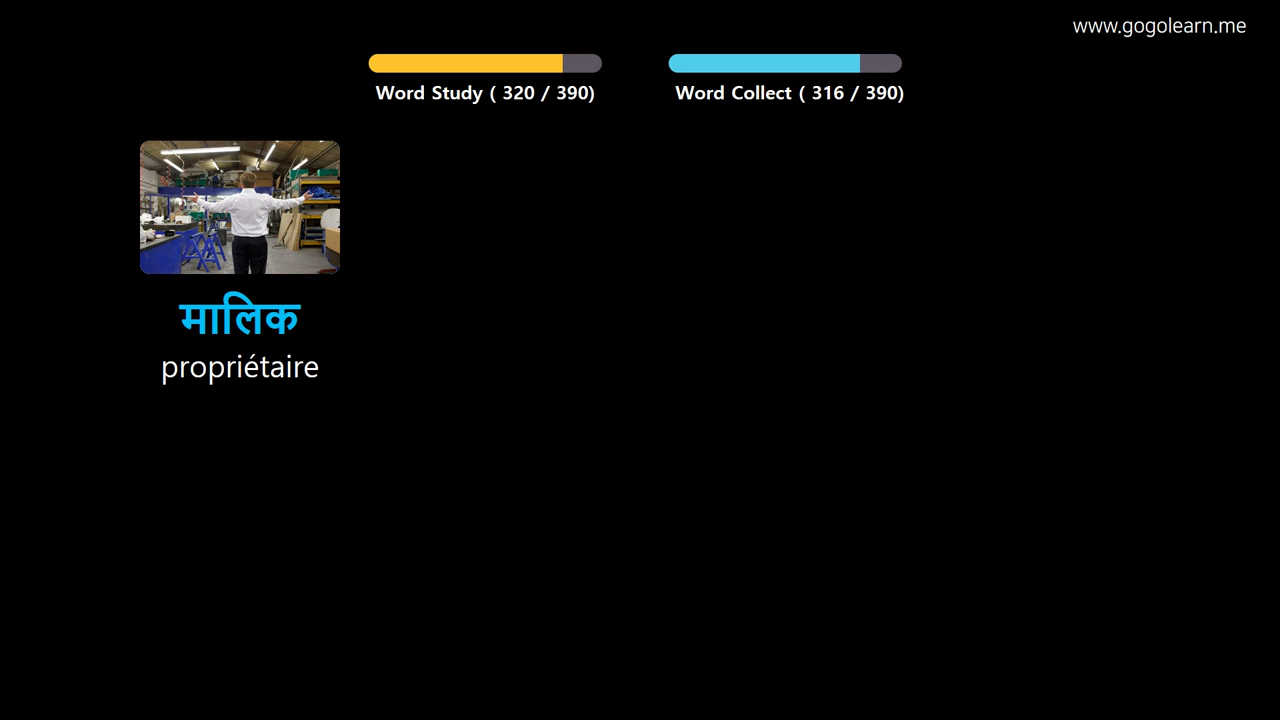 www.gogolearn.me
Word Study ( 320 / 390)
Word Collect ( 316 / 390)
मालिक
propriétaire